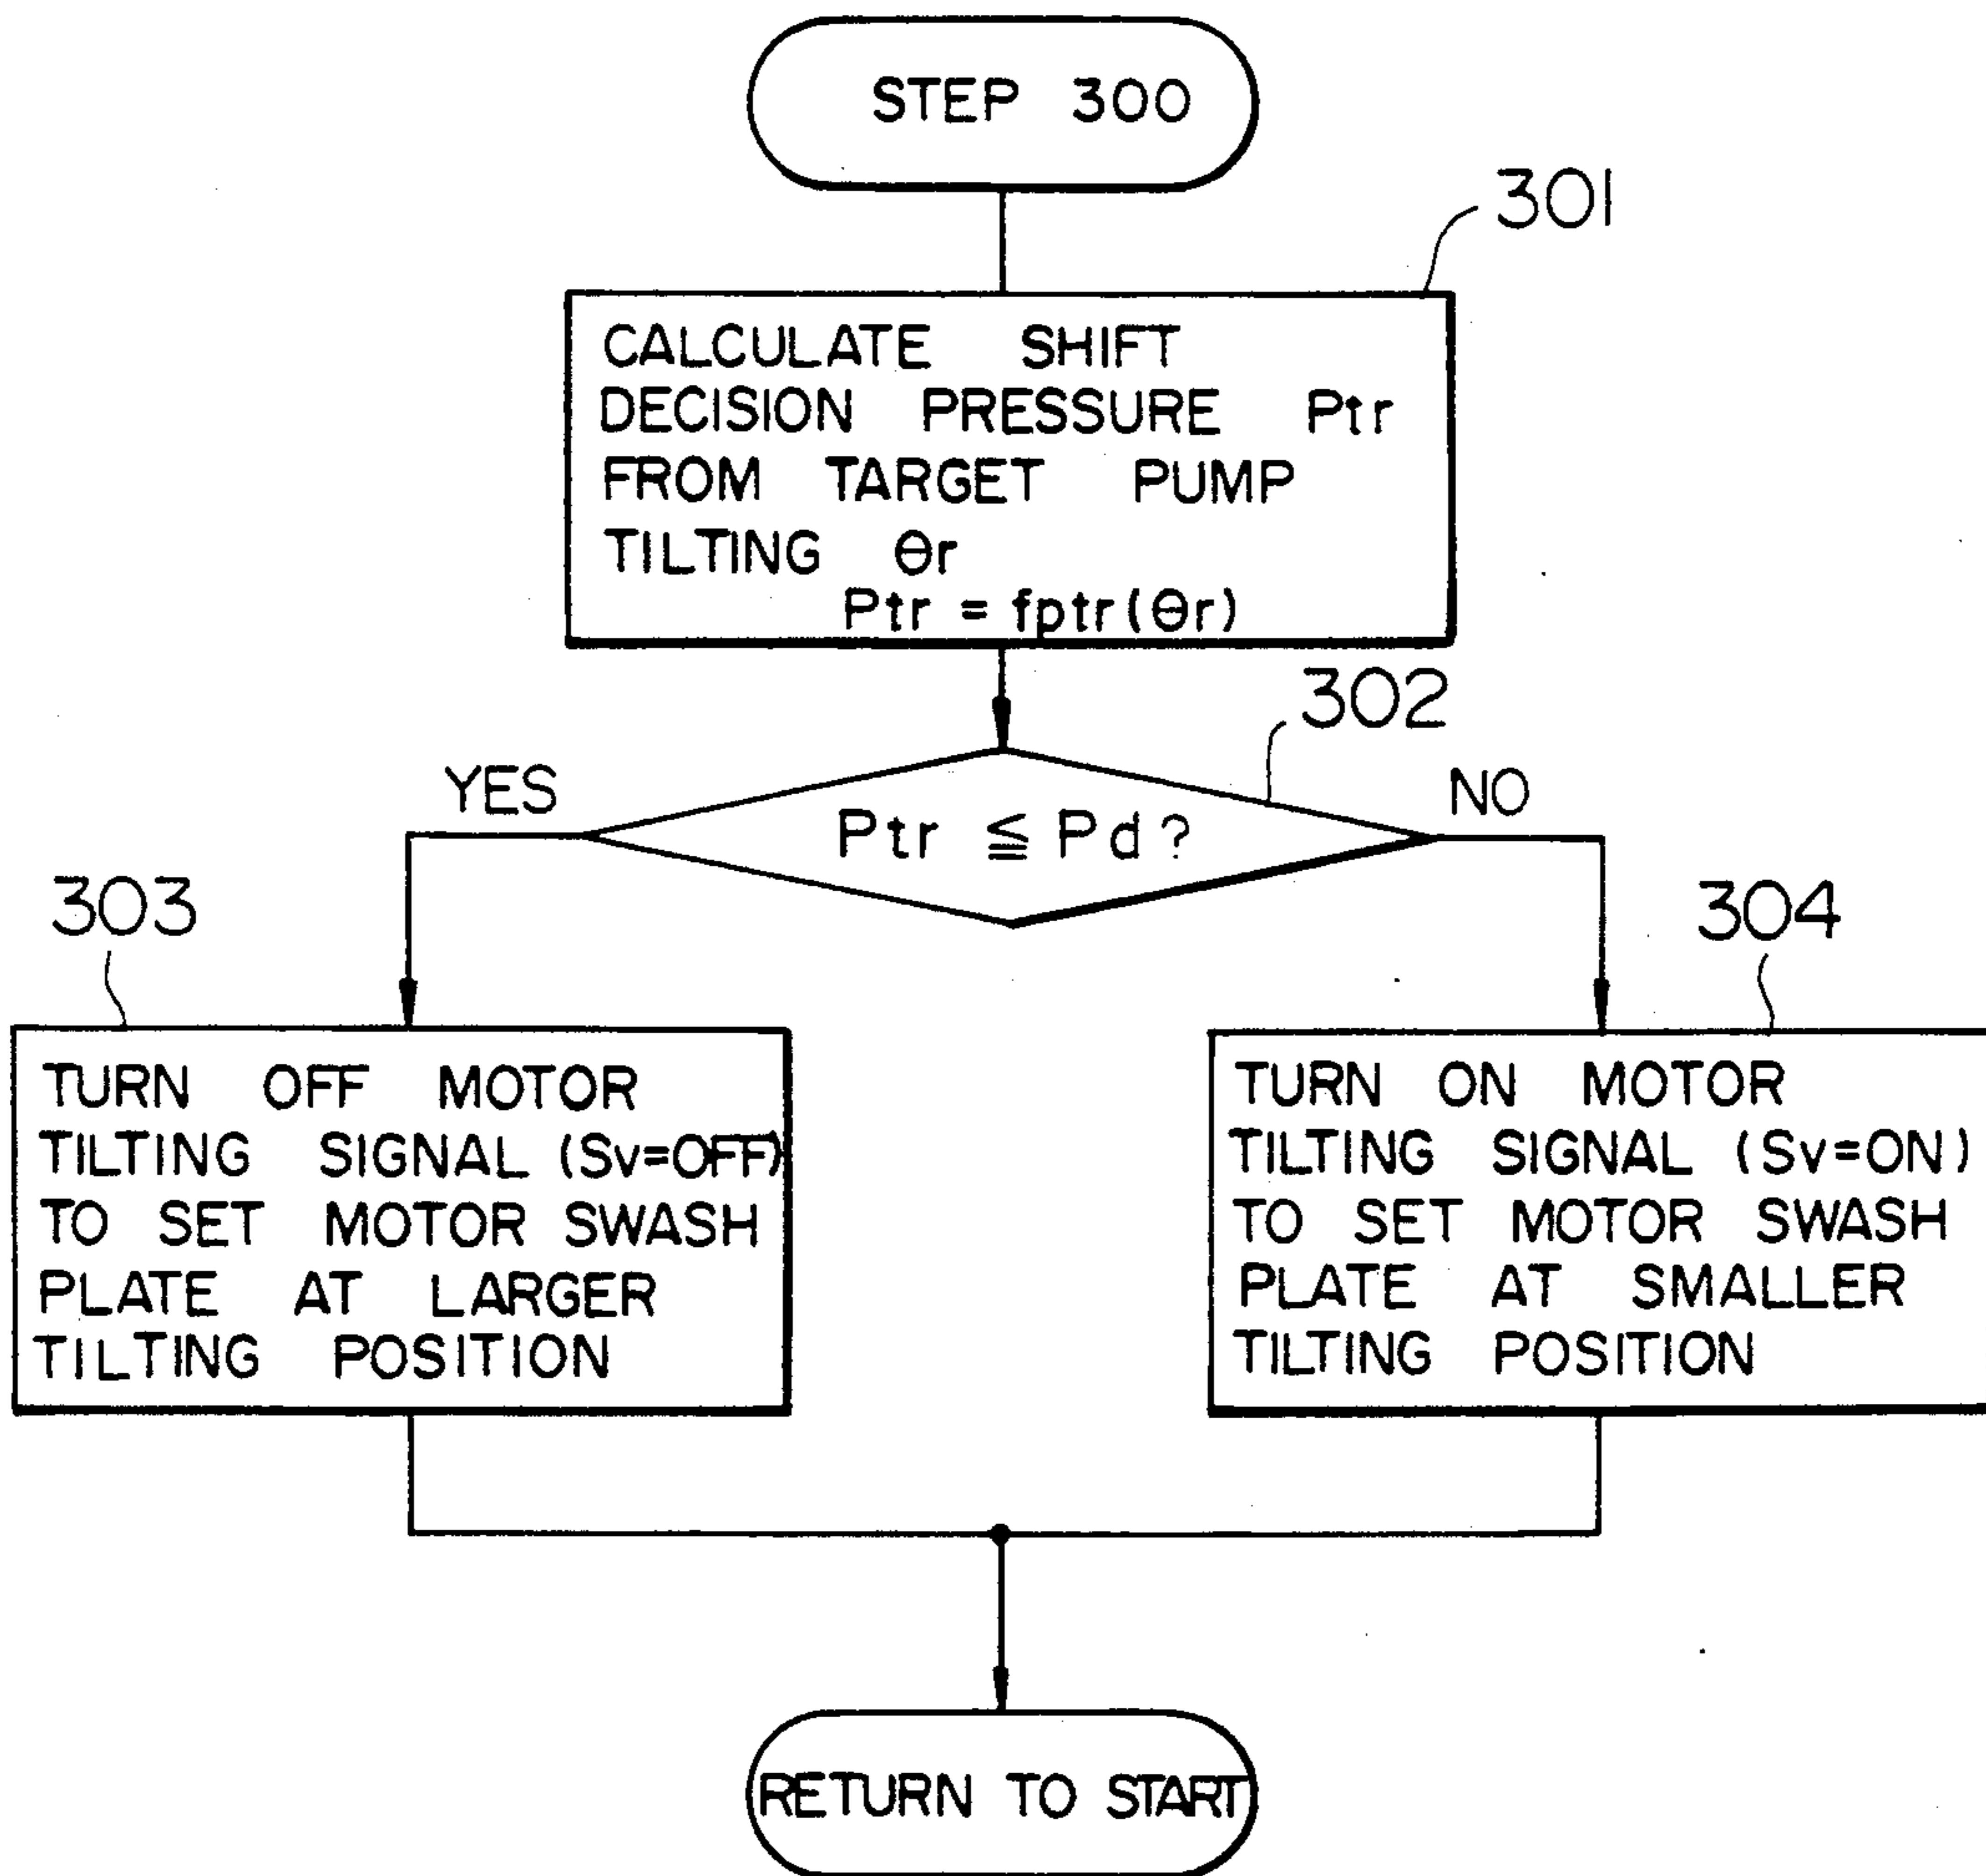 STEP 300
301
CALCULATE SHIFT
DECISION PRESSURE Ptr
FROM TARGET PUMP
TILTING θr
Ptr = fptr(θr)
302
YES
NO
Ptr ≦ Pd?
303
304
TURN OFF MOTOR
TILTING SIGNAL (Sv=OFF)
TO SET MOTOR SWASH
PLATE AT LARGER
TILTING POSITION
TURN ON MOTOR
TILTING SIGNAL (Sv=ON)
TO SET MOTOR SWASH
PLATE AT SMALLER
TILTING POSITION
RETURN TO START